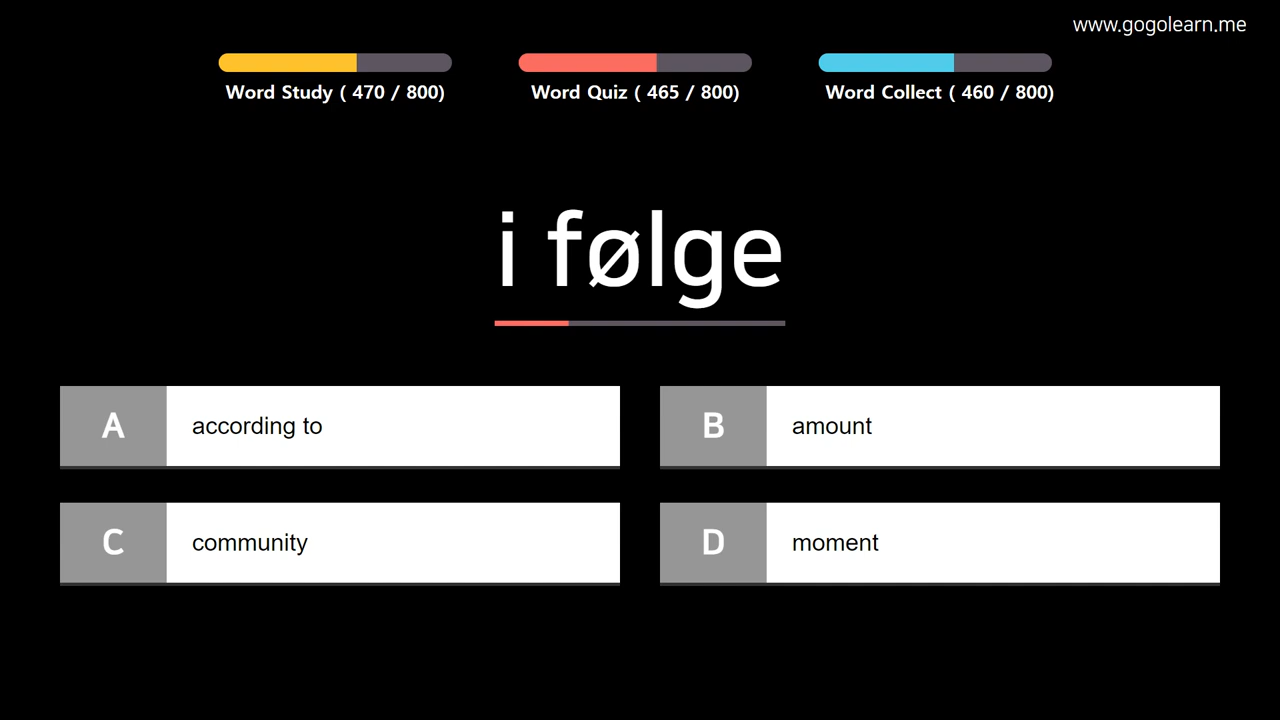 www.gogolearn.me
Word Study ( 470 / 800)
Word Quiz ( 465 / 800)
Word Collect ( 460 / 800)
i følge
A according to
B amount
C community
D moment